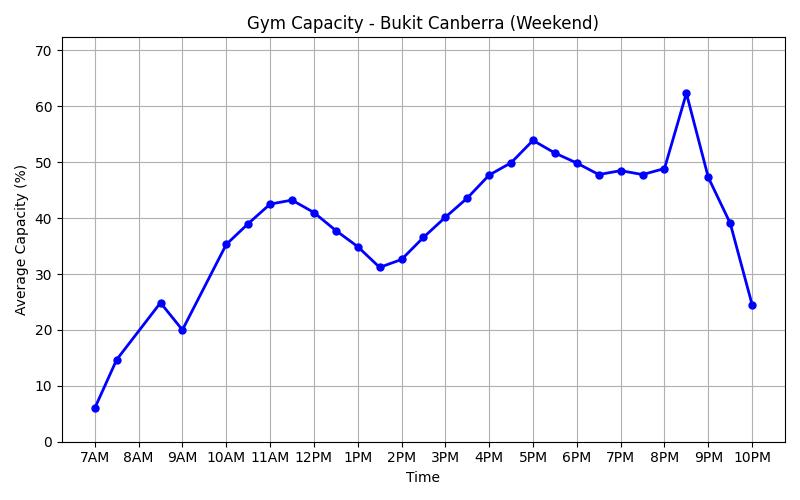 Gym Capacity - Bukit Canberra (Weekend)
70
60
50
40
30
20
10
0
Average Capacity (%)
7AM 8AM 9AM 10AM 11AM 12PM 1PM 2PM 3PM 4PM 5PM 6PM 7PM 8PM 9PM 10PM
Time